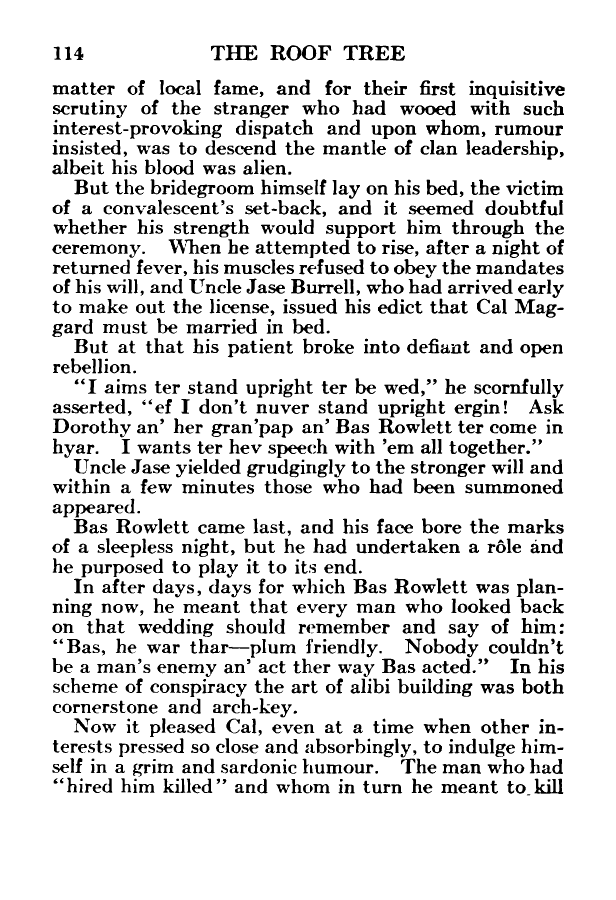 114 THE ROOF TREE
matter of local fame, and for their first inquisitive
scrutiny of the stranger who had wooed with such
interest-provoking dispatch and upon whom, rumour
insisted, was to descend the mantle of clan leadership,
albeit his blood was alien.
But the bridegroom himself lay on his bed, the victim
of a convalescent's set-back, and it seemed doubtful
whether his strength would support him through the
ceremony. When he attempted to rise, after a night of
returned fever, his muscles refused to obey the mandates
of his will, and Uncle Jase Burrell, who had arrived early
to make out the license, issued his edict that Cal Mag-
gard must be married in bed.
But at that his patient broke into defiant and open
rebellion.
"I aims ter stand upright ter be wed," he scornfully
asserted, "ef I don't nuver stand upright ergin! Ask
Dorothy an' her gran'pap an' Bas Rowlett ter come in
hyar. I wants ter hev speech with 'em all together."
Uncle Jase yielded grudgingly to the stronger will and
within a few minutes those who had been summoned
appeared.
Bas Rowlett came last, and his face bore the marks
of a sleepless night, but he had undertaken a rôle and
he purposed to play it to its end.
In after days, days for which Bas Rowlett was plan-
ning now, he meant that every man who looked back
on that wedding should remember and say of him:
"Bas, he war thar—plum friendly. Nobody couldn't
be a man's enemy an' act ther way Bas acted." In his
scheme of conspiracy the art of alibi building was both
cornerstone and arch-key.
Now it pleased Cal, even at a time when other in-
terests pressed so close and absorbingly, to indulge him-
self in a grim and sardonic humour. The man who had
"hired him killed" and whom in turn he meant to kill